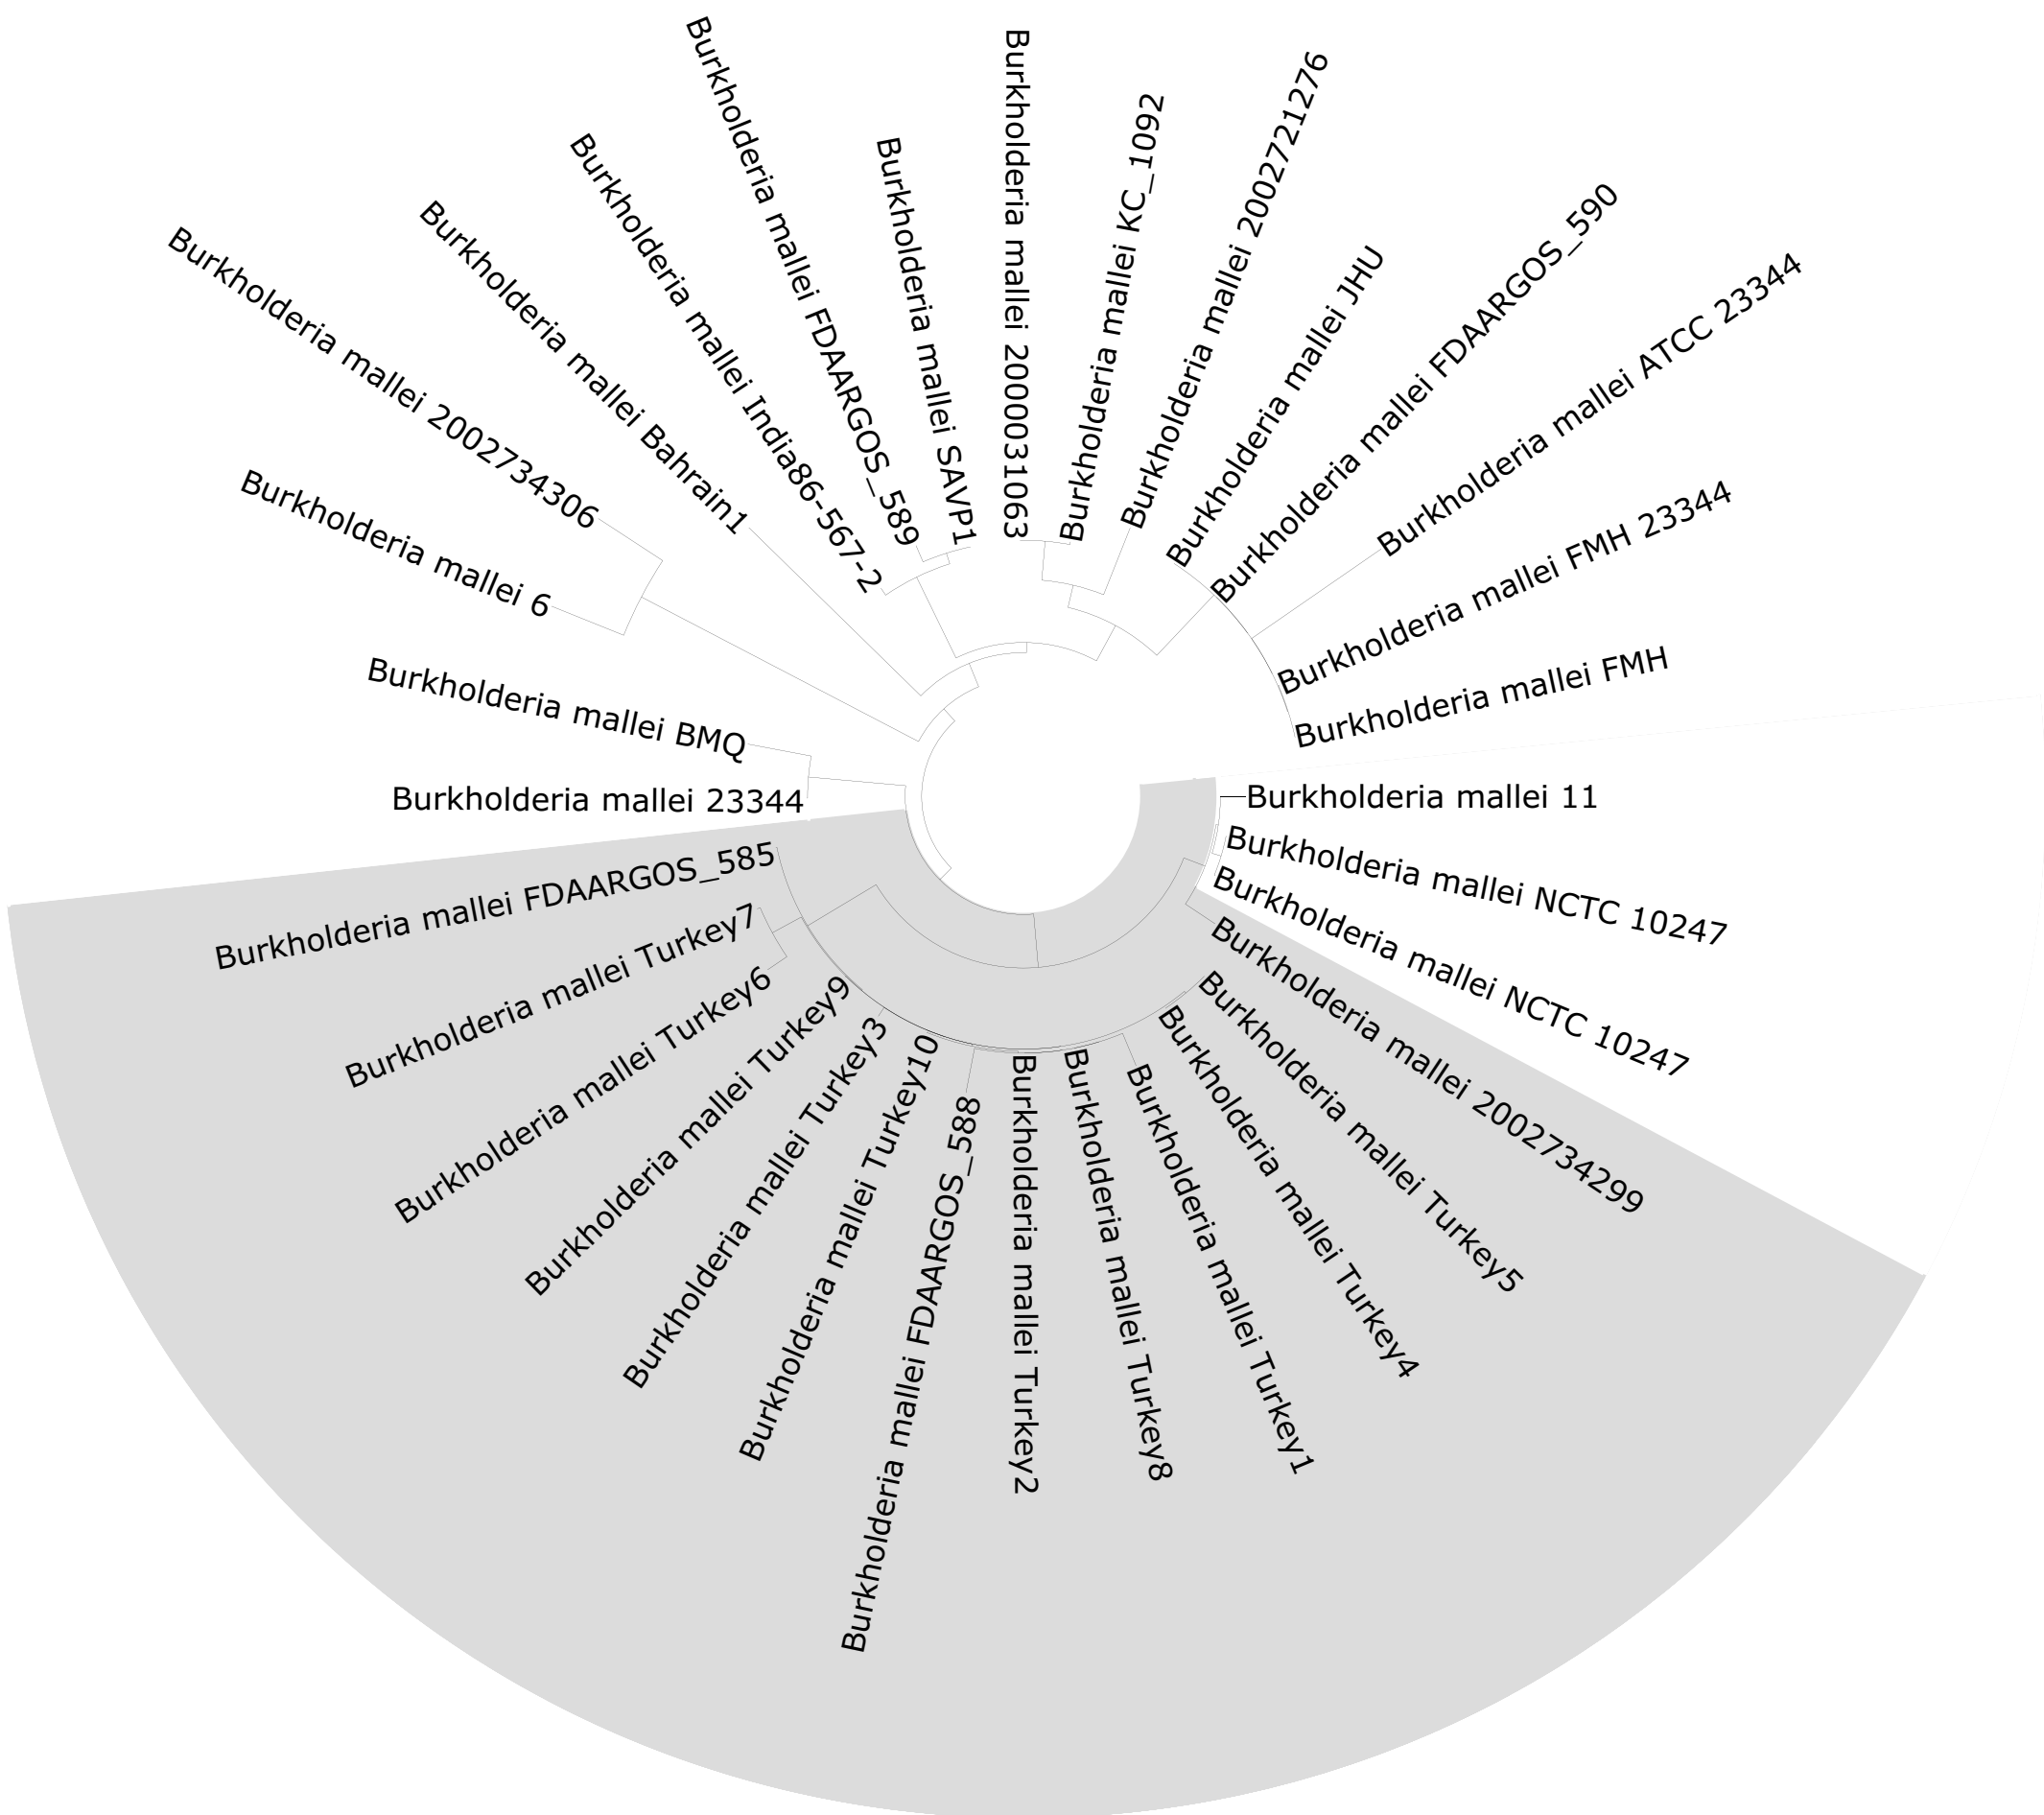 Burkholderia mallei 2000031063
Burkholderia mallei KC_1092
Burkholderia mallei 2002721276
Burkholderia mallei JHU
Burkholderia mallei FDAARGOS_590
Burkholderia mallei ATCC 23344
Burkholderia mallei FMH 23344
Burkholderia mallei FMH
Burkholderia mallei 11
Burkholderia mallei NCTC 10247
Burkholderia mallei NCTC 10247
Burkholderia mallei 2002734299
Burkholderia mallei Turkey5
Burkholderia mallei Turkey4
Burkholderia mallei Turkey1
Burkholderia mallei Turkey8
Burkholderia mallei Turkey2
Burkholderia mallei FDAARGOS_588
Burkholderia mallei Turkey10
Burkholderia mallei Turkey3
Burkholderia mallei Turkey9
Burkholderia mallei Turkey6
Burkholderia mallei Turkey7
Burkholderia mallei FDAARGOS_585
Burkholderia mallei 23344
Burkholderia mallei BMQ
Burkholderia mallei 6
Burkholderia mallei 2002734306
Burkholderia mallei Bahrain1
Burkholderia mallei India86-567-2
Burkholderia mallei FDAARGOS_589
Burkholderia mallei SAVP1